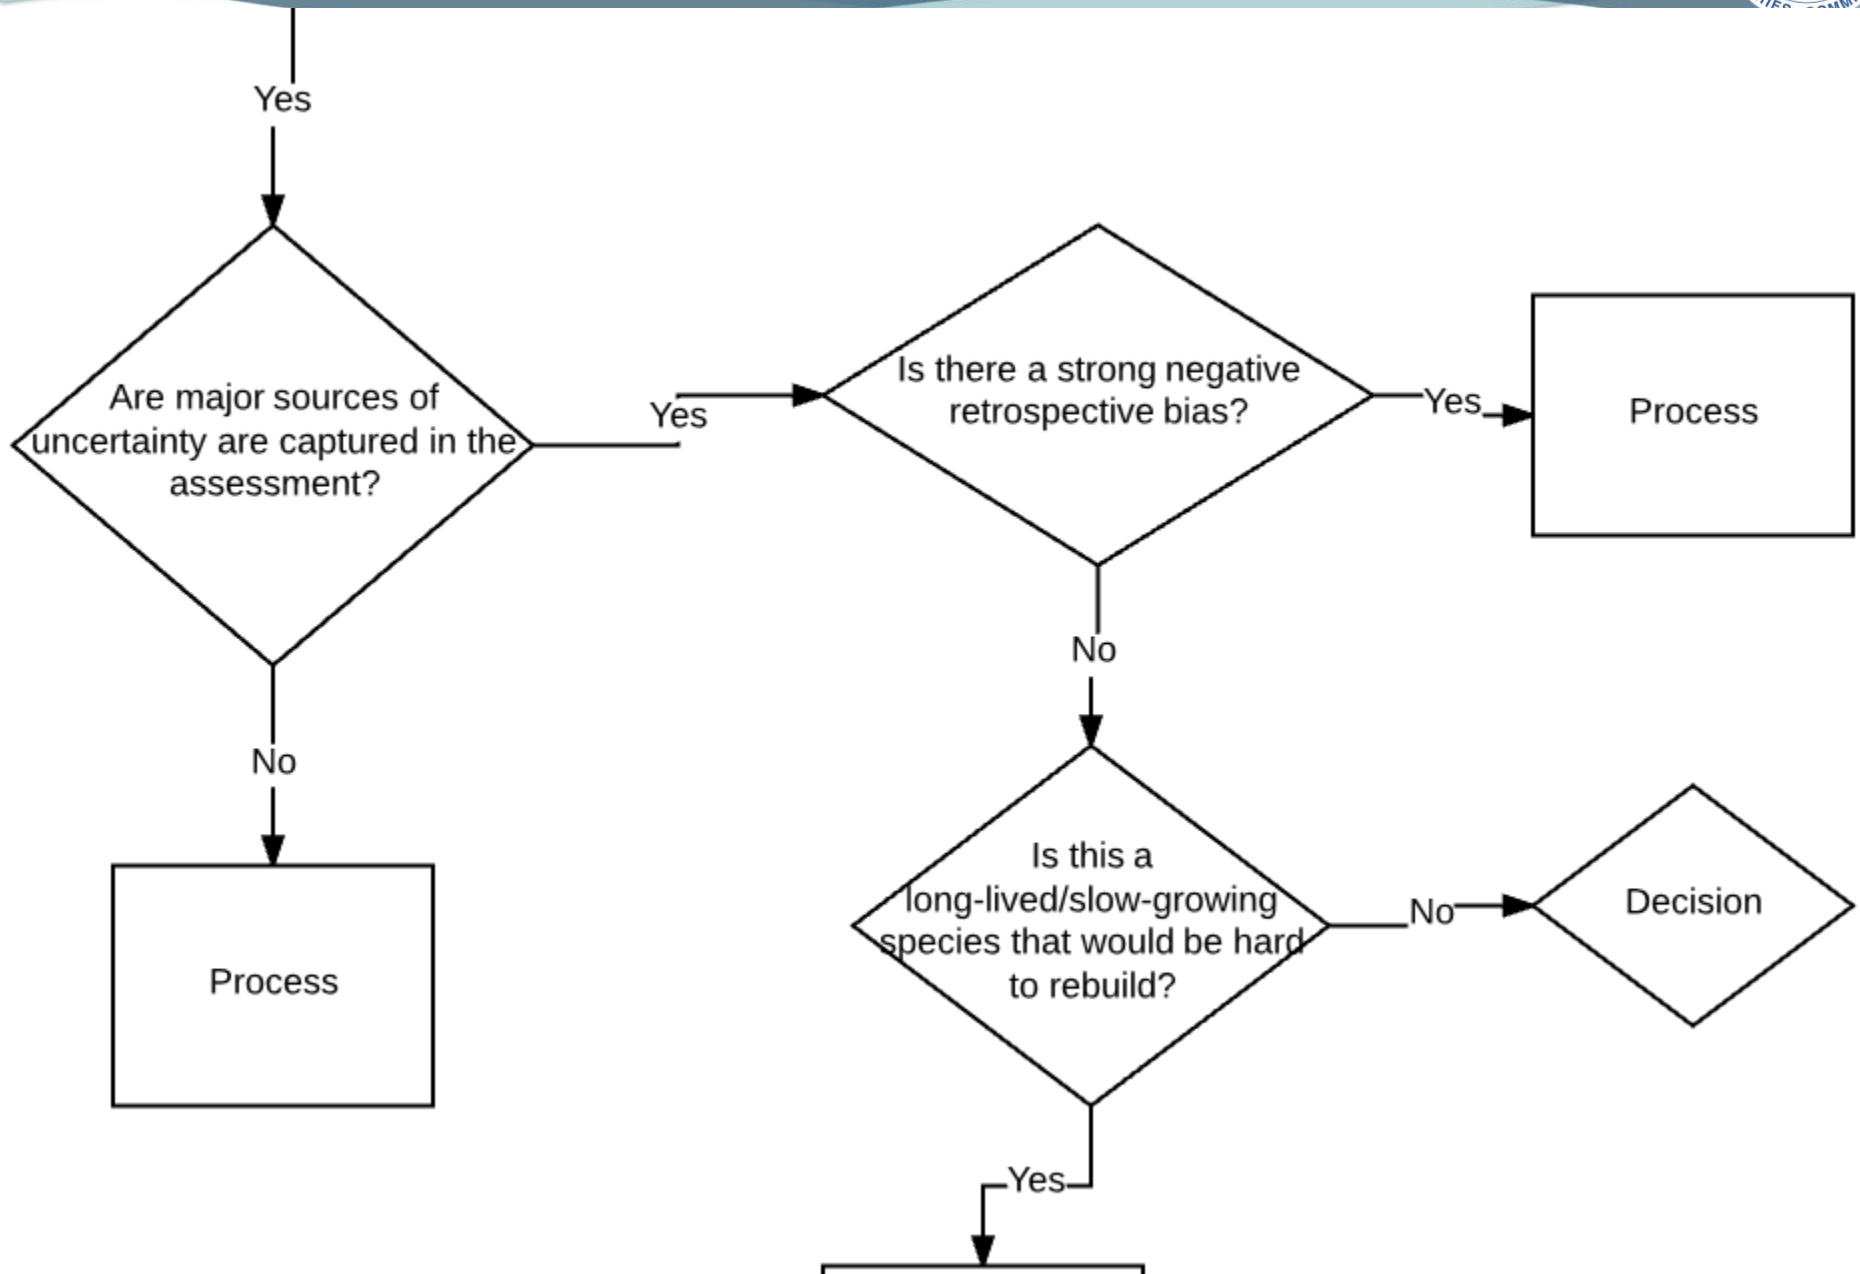 Yes
Are major sources of
uncertainty are captured in the
assessment?
Yes
Is there a strong negative
retrospective bias?
Yes
Process
No
No
Process
Is this a
long-lived/slow-growing
species that would be hard
to rebuild?
No
Decision
Yes